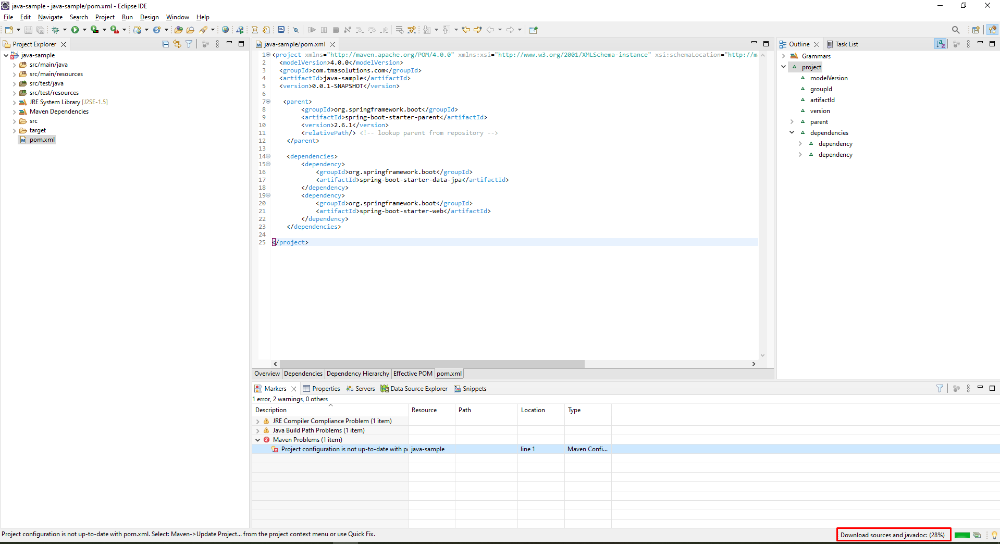 java-sample - java-sample/pom.xml - Eclipse IDE
File Edit Navigate Search Project Run Design Window Help
Project Explorer
java-sample
src/main/java
src/main/resources
src/test/java
src/test/resources
JRE System Library [J2SE-1.5]
Maven Dependencies
src
target
pom.xml
java-sample/pom.xml
1 <project xmlns="http://maven.apache.org/POM/4.0.0" xmlns:xsi="http://www.w3.org/2001/XMLSchema-instance" xsi:schemaLocation="http://ma
2 <modelVersion>4.0.0</modelVersion>
3 <groupId>com.tmasolutions.com</groupId>
4 <artifactId>java-sample</artifactId>
5 <version>0.0.1-SNAPSHOT</version>
6
7 <parent>
8 <groupId>org.springframework.boot</groupId>
9 <artifactId>spring-boot-starter-parent</artifactId>
10 <version>2.6.1</version>
11 <relativePath/> <!-- lookup parent from repository -->
12 </parent>
13
14 <dependencies>
15 <dependency>
16 <groupId>org.springframework.boot</groupId>
17 <artifactId>spring-boot-starter-data-jpa</artifactId>
18 </dependency>
19 <dependency>
20 <groupId>org.springframework.boot</groupId>
21 <artifactId>spring-boot-starter-web</artifactId>
22 </dependency>
23 </dependencies>
24
25 </project>
Overview Dependencies Dependency Hierarchy Effective POM pom.xml
Outline Task List
Grammars
project
modelVersion
groupId
artifactId
version
parent
dependencies
dependency
dependency
Markers Properties Servers Data Source Explorer Snippets
1 error, 2 warnings, 0 others
Description Resource Path Location Type
JRE Compiler Compliance Problem (1 item)
Java Build Path Problems (1 item)
Maven Problems (1 item)
Project configuration is not up-to-date with po java-sample line 1 Maven Confi...
Project configuration is not up-to-date with pom.xml. Select: Maven->Update Project... from the project context menu or use Quick Fix.
Download sources and javadoc: (28%)